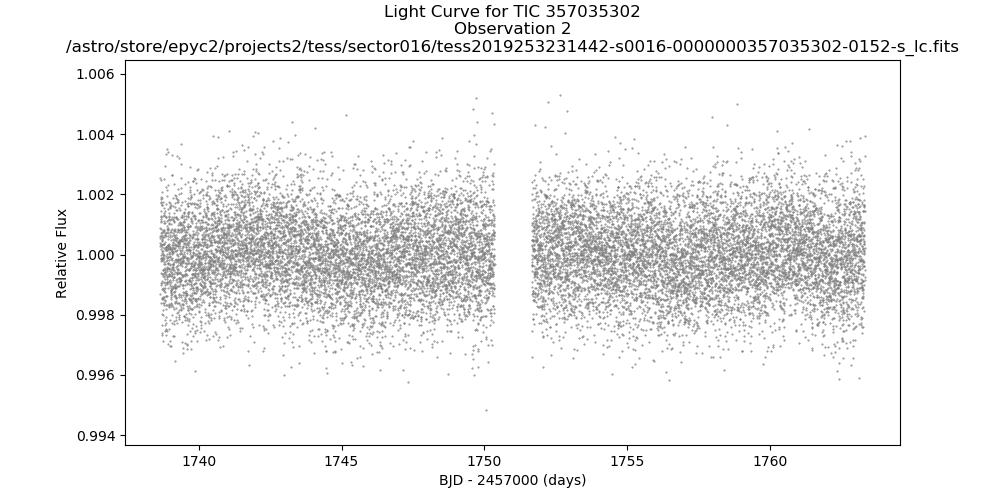 Light Curve for TIC 357035302
Observation 2
/astro/store/epyc2/projects2/tess/sector016/tess2019253231442-s0016-0000000357035302-0152-s_lc.fits
1.006
1.004
1.002
1.000
0.998
0.996
0.994
Relative Flux
1740
1745
1750
1755
1760
BJD - 2457000 (days)